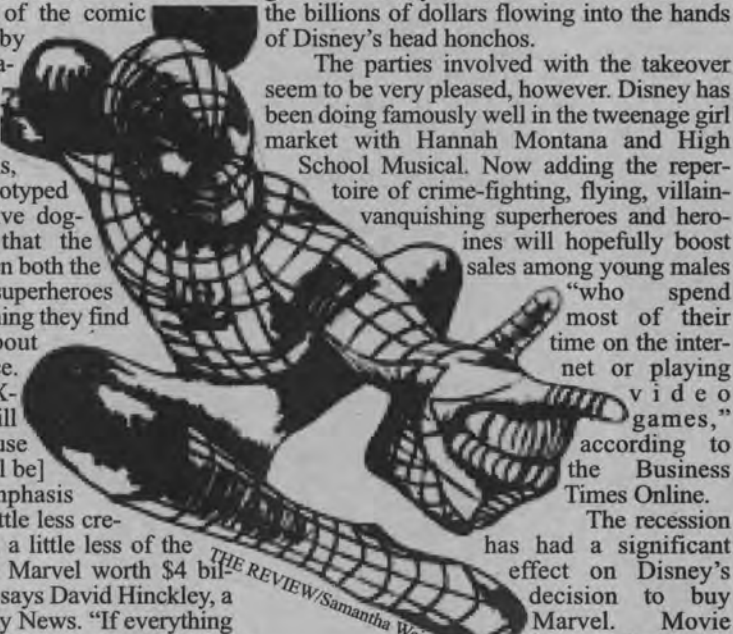 of the comic
by
a-
?
s,
otyped
ve dog-
that the
n both the
superheroes
ning they find
bout
ce.
X-
ill
use
l be]
mphasis
ttle less cre-
a little less of the
Marvel worth $4 bil-
says David Hinckley, a
y News. “If everything
the billions of dollars flowing into the hands
of Disney’s head honchos.
The parties involved with the takeover
seem to be very pleased, however. Disney has
been doing famously well in the tweenage girl
market with Hannah Montana and High
School Musical. Now adding the reper-
toire of crime-fighting, flying, villain-
vanquishing superheroes and hero-
ines will hopefully boost
sales among young males
“who spend
most of their
time on the inter-
net or playing
video
games,”
according to
the Business
Times Online.
The recession
has had a significant
effect on Disney’s
decision to buy
Marvel. Movie
THE REVIEW/Samantha